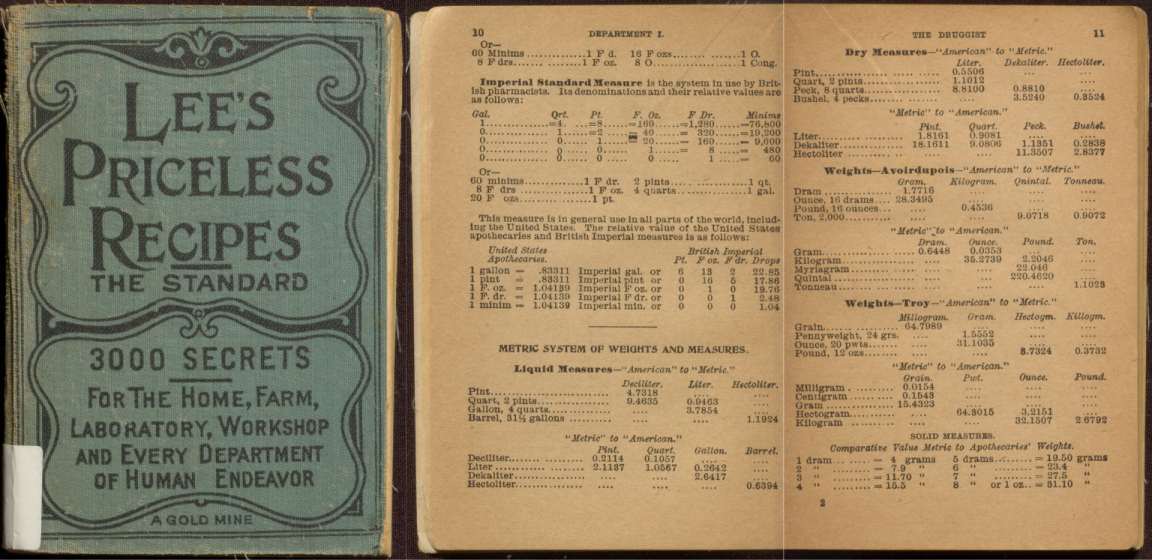 LEE'S
PRICELESS
RECIPES
THE STANDARD
3000 SECRETS
FOR THE HOME, FARM,
LABORATORY, WORKSHOP
AND EVERY DEPARTMENT
OF HUMAN ENDEAVOR
A GOLD MINE
10 DEPARTMENT I.
Or—
60 Minims ............ 1 F d. 16 F ozs ............ 1 O.
8 F drs ............ 1 F oz. 8 O ............ 1 Cong.
Imperial Standard Measure is the system in use by Brit-
ish pharmacists. Its denominations and their relative values are
as follows:
Gal. Qrt. Pt. F. Oz. F Dr. Minims
1 ............ =4 .... =8 .... =160 .... =1,280 .... =76,800
0 ............ 1 .... =2 .... = 40 .... = 320 .... =19,200
0 ............ 0 .... 1 .... = 20 .... = 160 .... = 9,600
0 ............ 0 .... 0 .... 1 .... = 8 .... = 480
0 ............ 0 .... 0 .... 0 .... 1 .... = 60
Or—
60 minims ............ 1 F dr. 2 pints ............ 1 qt.
8 F drs ............ 1 F oz. 4 quarts ............ 1 gal.
20 F ozs ............ 1 pt.
This measure is in general use in all parts of the world, includ-
ing the United States. The relative value of the United States
apothecaries and British Imperial measures is as follows:
United States British Imperial
Apothecaries. Pt. F oz. F dr. Drops
1 gallon = .83311 Imperial gal. or 6 13 2 22.85
1 pint = .83311 Imperial pint or 0 16 5 17.86
1 F. oz. = 1.04139 Imperial F oz. or 0 1 0 19.76
1 F. dr. = 1.04139 Imperial F dr. or 0 0 1 2.48
1 minim = 1.04139 Imperial min. or 0 0 0 1.04
METRIC SYSTEM OF WEIGHTS AND MEASURES.
Liquid Measures—"American" to "Metric."
Deciliter. Liter. Hectoliter.
Pint ............ 4.7318 .... ....
Quart, 2 pints ............ 9.4635 0.9463 ....
Gallon, 4 quarts ............ .... 3.7854 ....
Barrel, 31½ gallons ............ .... .... 1.1924
"Metric" to "American."
Pint. Quart. Gallon. Barrel.
Deciliter ............ 0.2114 0.1057 .... ....
Liter ............ 2.1137 1.0567 0.2642 ....
Dekaliter ............ .... .... 2.6417 ....
Hectoliter ............ .... .... .... 0.6394
THE DRUGGIST 11
Dry Measures—"American" to "Metric."
Liter. Dekaliter. Hectoliter.
Pint ............ 0.5506 .... ....
Quart, 2 pints ............ 1.1012 .... ....
Peck, 8 quarts ............ 8.8100 0.8810 ....
Bushel, 4 pecks ............ .... 3.5240 0.3524
"Metric" to "American."
Pint. Quart. Peck. Bushel.
Liter ............ 1.8161 0.9081 .... ....
Dekaliter ............ 18.1611 9.0806 1.1351 0.2838
Hectoliter ............ .... .... 11.3507 2.8377
Weights—Avoirdupois—"American" to "Metric."
Gram. Kilogram. Quintal. Tonneau.
Dram ............ 1.7716 .... .... ....
Ounce, 16 drams .... 28.3495 .... .... ....
Pound, 16 ounces .... .... 0.4536 .... ....
Ton, 2,000 ............ .... .... 9.0718 0.9072
"Metric" to "American."
Dram. Ounce. Pound. Ton.
Gram ............ 0.6448 0.0353 .... ....
Kilogram ............ .... 35.2739 2.2046 ....
Myriagram ............ .... .... 22.046 ....
Quintal ............ .... .... 220.4620 ....
Tonneau ............ .... .... .... 1.1023
Weights—Troy—"American" to "Metric."
Millogram. Gram. Hectogm. Killogm.
Grain ............ 64.7989 .... .... ....
Pennyweight, 24 grs. .... 1.5552 .... ....
Ounce, 20 pwts ............ 31.1035 .... ....
Pound, 12 ozs ............ .... 3.7324 0.3732
"Metric" to "American."
Grain. Pwt. Ounce. Pound.
Milligram ............ 0.0154 .... .... ....
Centigram ............ 0.1543 .... .... ....
Gram ............ 15.4323 .... .... ....
Hectogram ............ .... 64.3015 3.2151 ....
Kilogram ............ .... .... 32.1507 2.6792
SOLID MEASURES.
Comparative Value Metric to Apothecaries' Weights.
1 dram ........ = 4 grams 5 drams ........ = 19.50 grams
2 " ........ = 7.9 " 6 " ........ = 23.4 "
3 " ........ = 11.70 " 7 " ........ = 27.5 "
4 " ........ = 15.5 " 8 " or 1 oz .. = 31.10 "
2